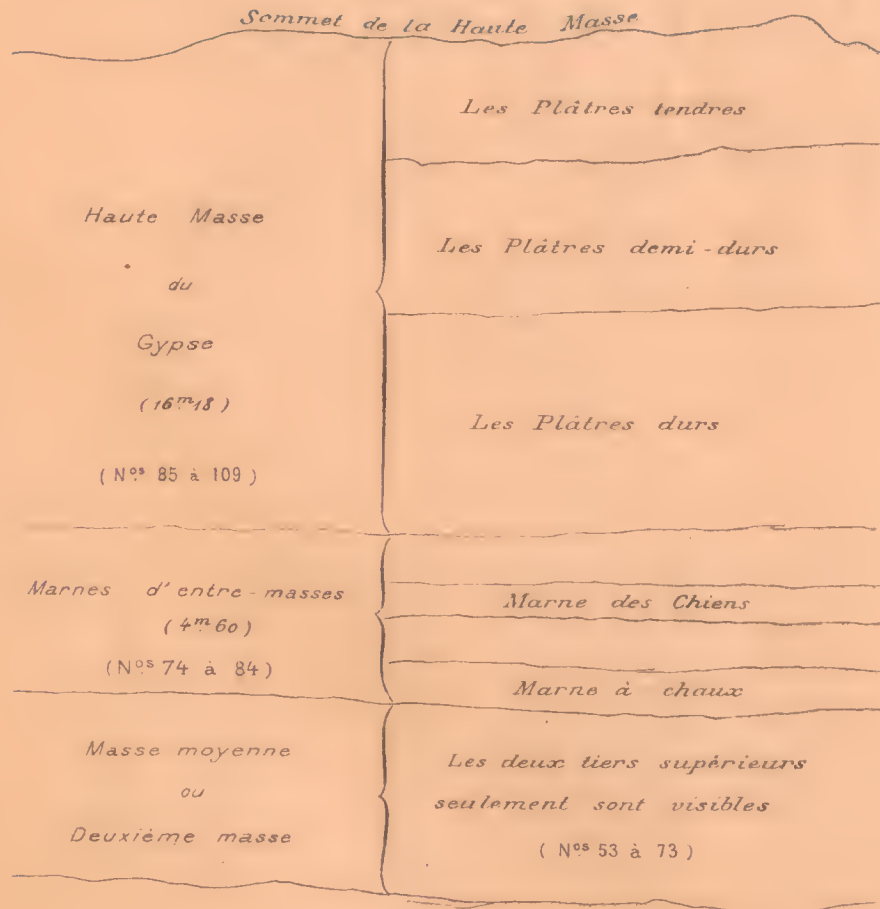 Sommet de la Haute Masse
Haute Masse
du
Gypse
(16m18)
(Nos 85 à 109)
Les Plâtres tendres
Les Plâtres demi-durs
Les Plâtres durs
Marnes d'entre-masses
(4m60)
(Nos 74 à 84)
Marne des Chiens
Marne à chaux
Masse moyenne
ou
Deuxième masse
Les deux tiers supérieurs
seulement sont visibles
(Nos 53 à 73)